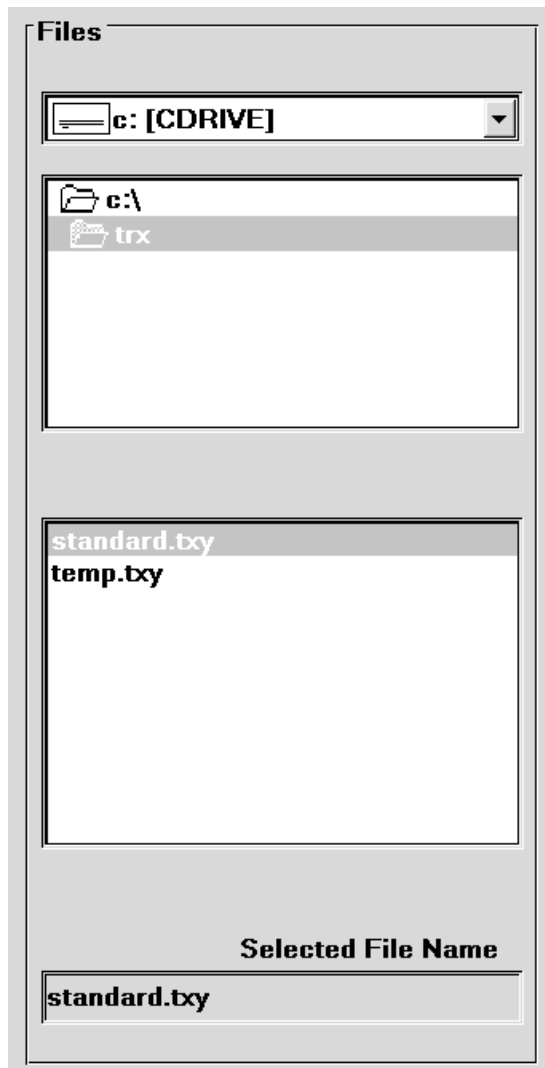 Files
c: [CDRIVE]
c:\
trx
standard.txy
temp.txy
Selected File Name
standard.txy